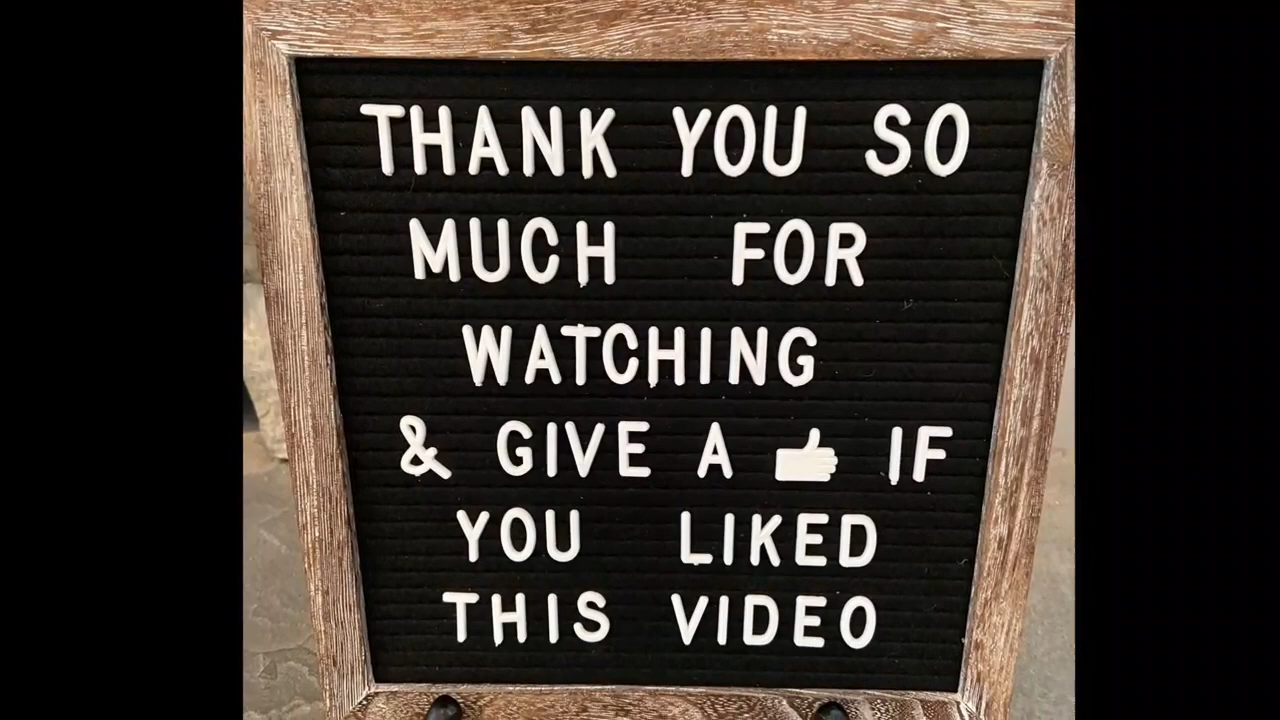 THANK YOU SO
MUCH FOR
WATCHING
& GIVE A 👍 IF
YOU LIKED
THIS VIDEO